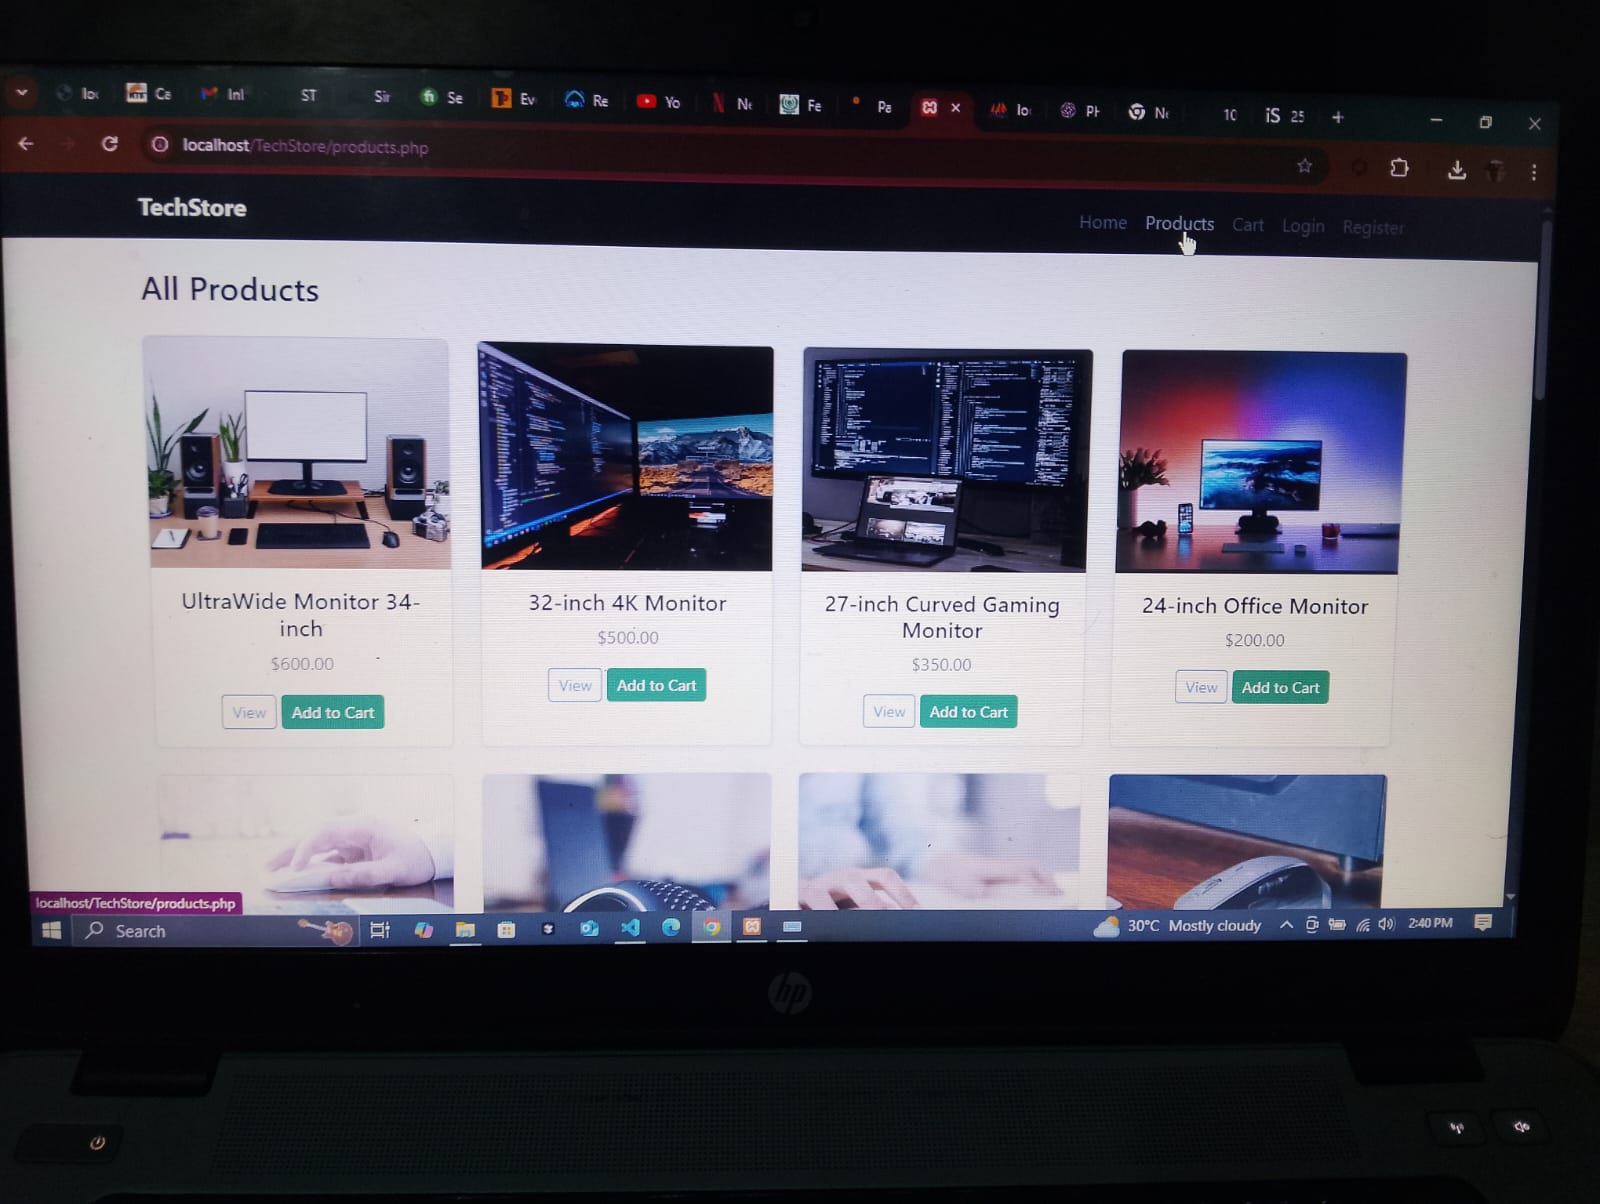 loc
Ca
Inl
ST
Sir
Se
Ev
Re
Yo
Ne
Fe
Pa
lo
PH
Ne
10
iS 25
localhost/TechStore/products.php
TechStore
Home Products Cart Login Register
All Products
UltraWide Monitor 34-
inch
$600.00
View Add to Cart
32-inch 4K Monitor
$500.00
View Add to Cart
27-inch Curved Gaming
Monitor
$350.00
View Add to Cart
24-inch Office Monitor
$200.00
View Add to Cart
localhost/TechStore/products.php
Search
30°C Mostly cloudy
2:40 PM
hp